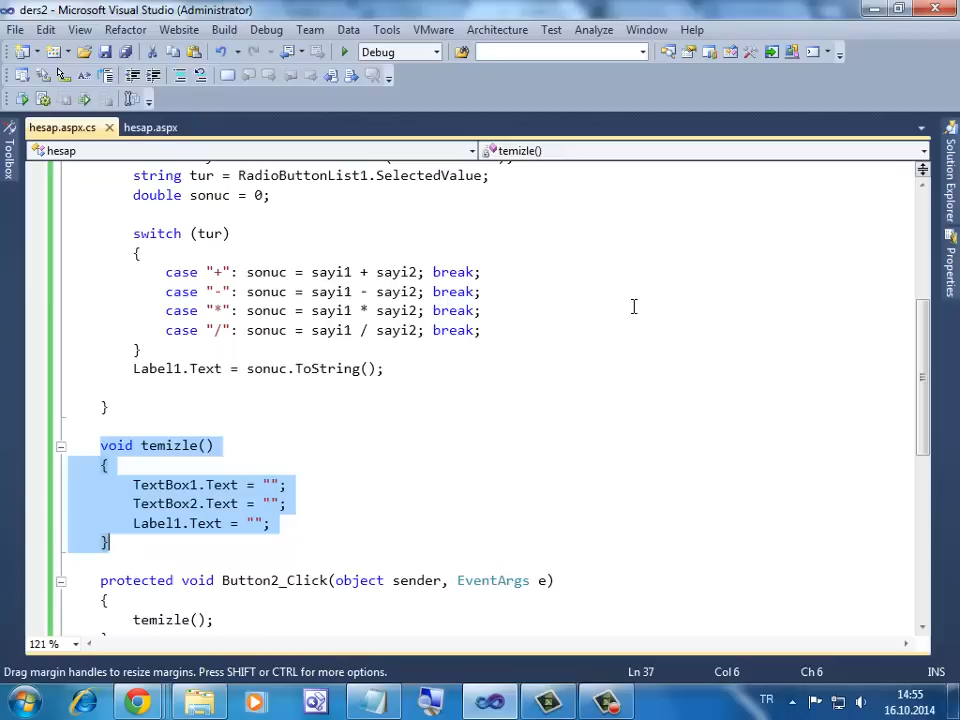 ders2 - Microsoft Visual Studio (Administrator)
File Edit View Refactor Website Build Debug Team Data Tools VMware Architecture Test Analyze Window Help
Debug
hesap.aspx.cs hesap.aspx
hesap temizle()
Toolbox
Solution Explorer
Properties
string tur = RadioButtonList1.SelectedValue;
double sonuc = 0;
switch (tur)
{
case "+": sonuc = sayi1 + sayi2; break;
case "-": sonuc = sayi1 - sayi2; break;
case "*": sonuc = sayi1 * sayi2; break;
case "/": sonuc = sayi1 / sayi2; break;
}
Label1.Text = sonuc.ToString();
}
void temizle()
{
TextBox1.Text = "";
TextBox2.Text = "";
Label1.Text = "";
}
protected void Button2_Click(object sender, EventArgs e)
{
temizle();
121 %
Drag margin handles to resize margins. Press SHIFT or CTRL for more options. Ln 37 Col 6 Ch 6 INS
TR 14:55
16.10.2014